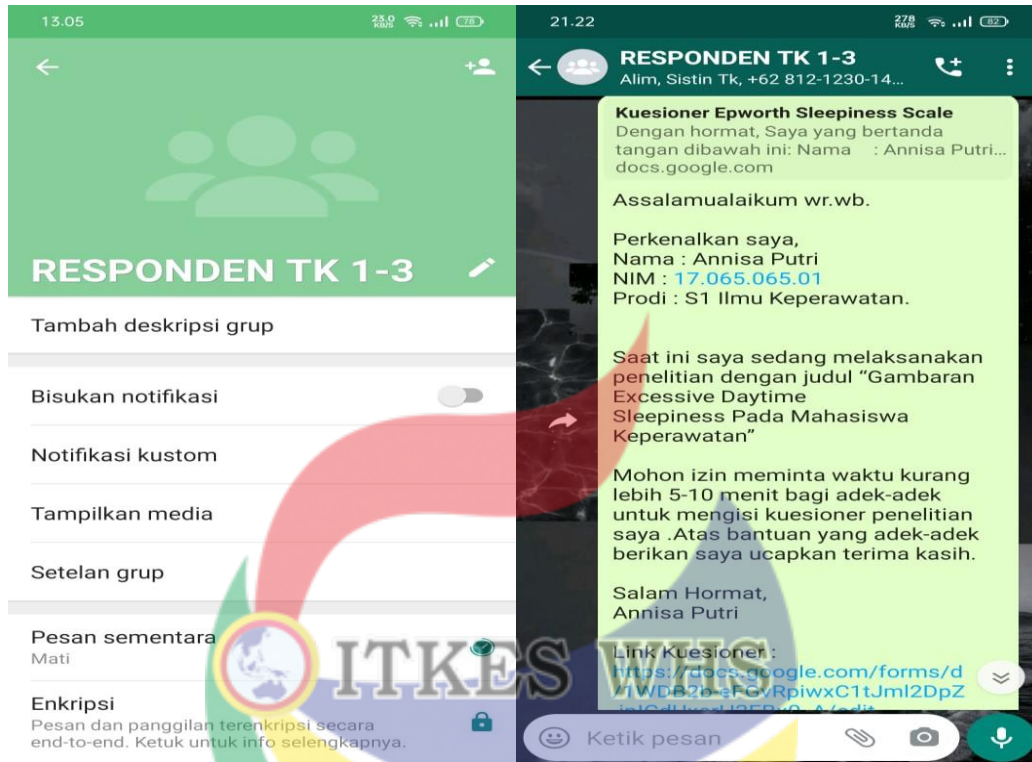 13.05
23,0 KB/S
78
RESPONDEN TK 1-3
Tambah deskripsi grup
Bisukan notifikasi
Notifikasi kustom
Tampilkan media
Setelan grup
Pesan sementara
Mati
Enkripsi
Pesan dan panggilan terenkripsi secara
end-to-end. Ketuk untuk info selengkapnya.
21.22
278 KB/S
82
RESPONDEN TK 1-3
Alim, Sistin Tk, +62 812-1230-14...
Kuesioner Epworth Sleepiness Scale
Dengan hormat, Saya yang bertanda
tangan dibawah ini: Nama : Annisa Putri...
docs.google.com
Assalamualaikum wr.wb.
Perkenalkan saya,
Nama : Annisa Putri
NIM : 17.065.065.01
Prodi : S1 Ilmu Keperawatan.
Saat ini saya sedang melaksanakan
penelitian dengan judul “Gambaran
Excessive Daytime
Sleepiness Pada Mahasiswa
Keperawatan”
Mohon izin meminta waktu kurang
lebih 5-10 menit bagi adek-adek
untuk mengisi kuesioner penelitian
saya .Atas bantuan yang adek-adek
berikan saya ucapkan terima kasih.
Salam Hormat,
Annisa Putri
Link Kuesioner :
https://docs.google.com/forms/d
Ketik pesan
ITKES WHS